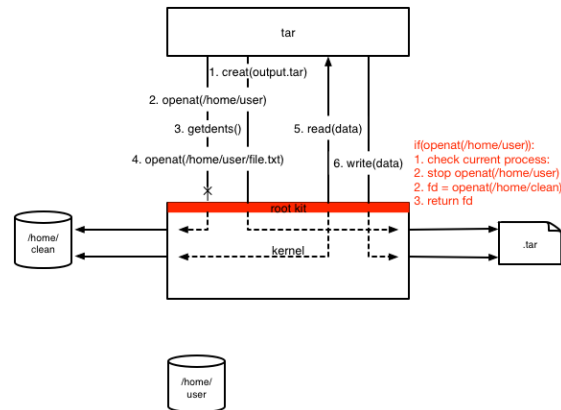 tar
1. creat(output.tar)
2. openat(/home/user)
3. getdents()
4. openat(/home/user/file.txt)
5. read(data)
6. write(data)
if(openat(/home/user)):
1. check current process:
2. stop openat(/home/user)
2. fd = openat(/home/clean)
3. return fd
root kit
kernel
/home/
clean
.tar
/home/
user